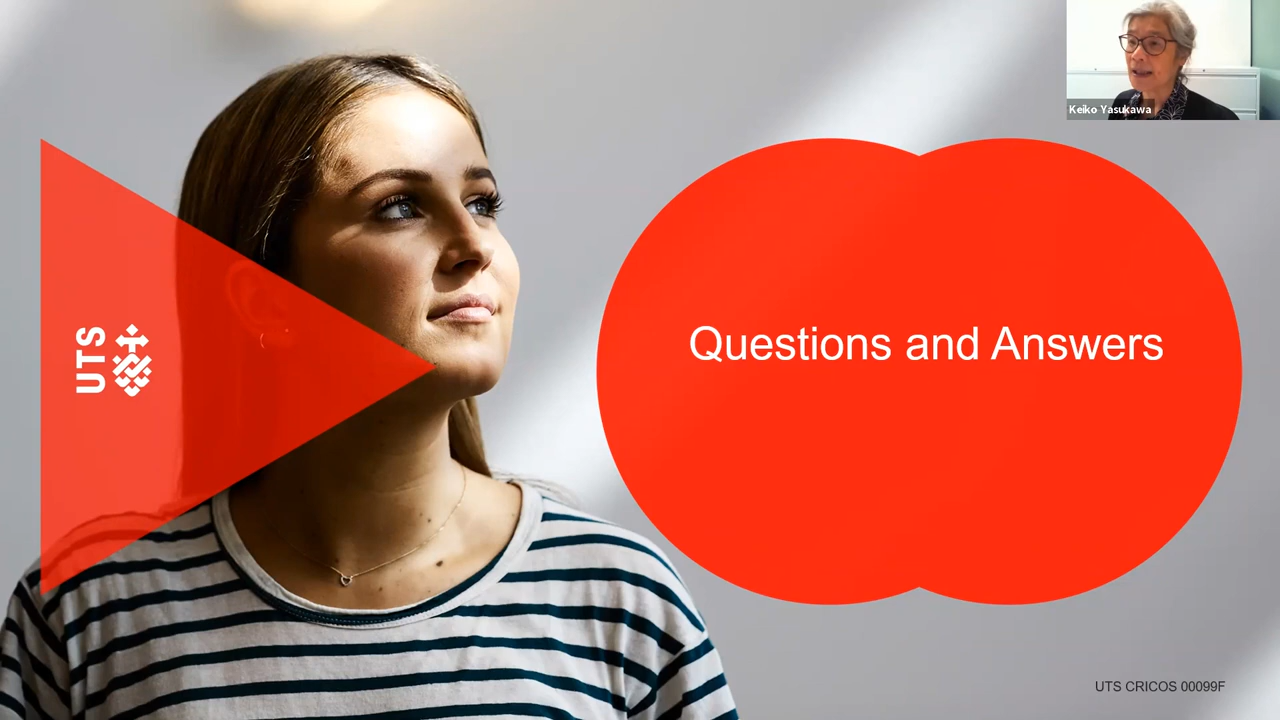 Keiko Yasukawa
UTS
Questions and Answers
UTS CRICOS 00099F